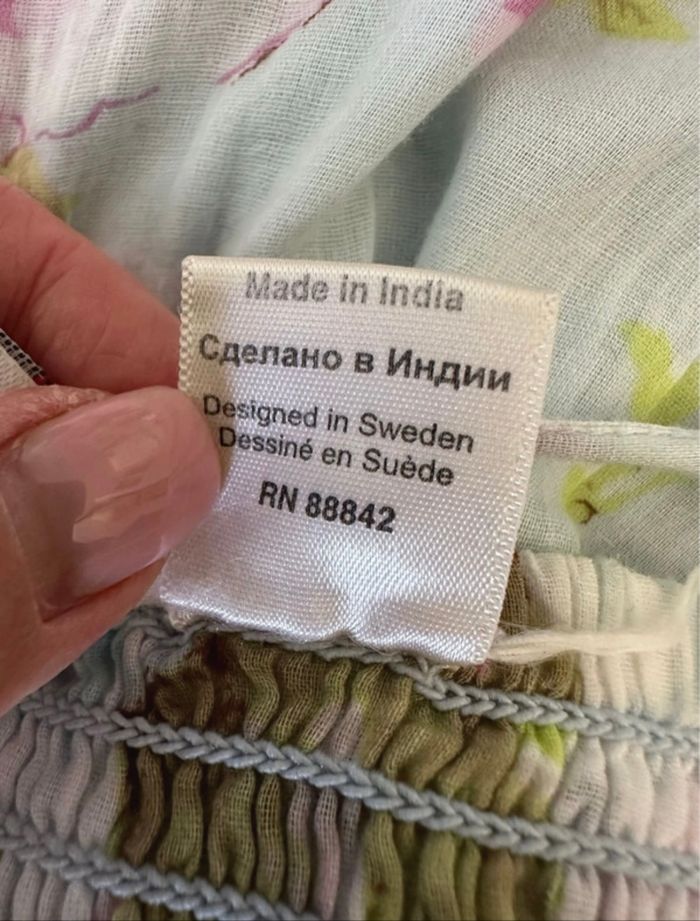 Made in India
Сделано в Индии
Designed in Sweden
Dessiné en Suède
RN 88842